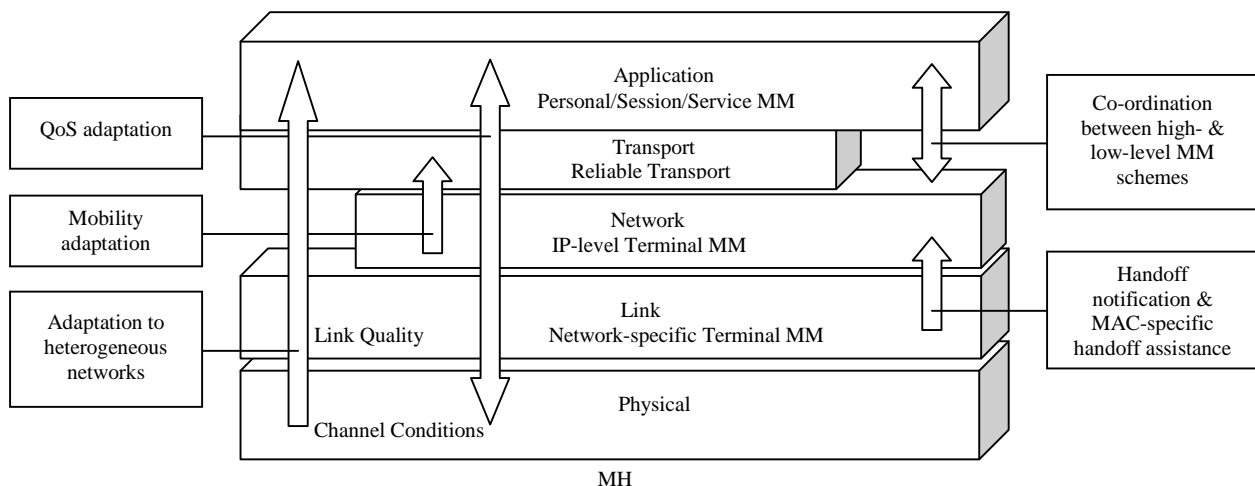 Application
Personal/Session/Service MM
QoS adaptation
Co-ordination
between high- &
low-level MM
schemes
Transport
Reliable Transport
Mobility
adaptation
Network
IP-level Terminal MM
Handoff
notification &
MAC-specific
handoff assistance
Adaptation to
heterogeneous
networks
Link Quality
Link
Network-specific Terminal MM
Physical
Channel Conditions
MH